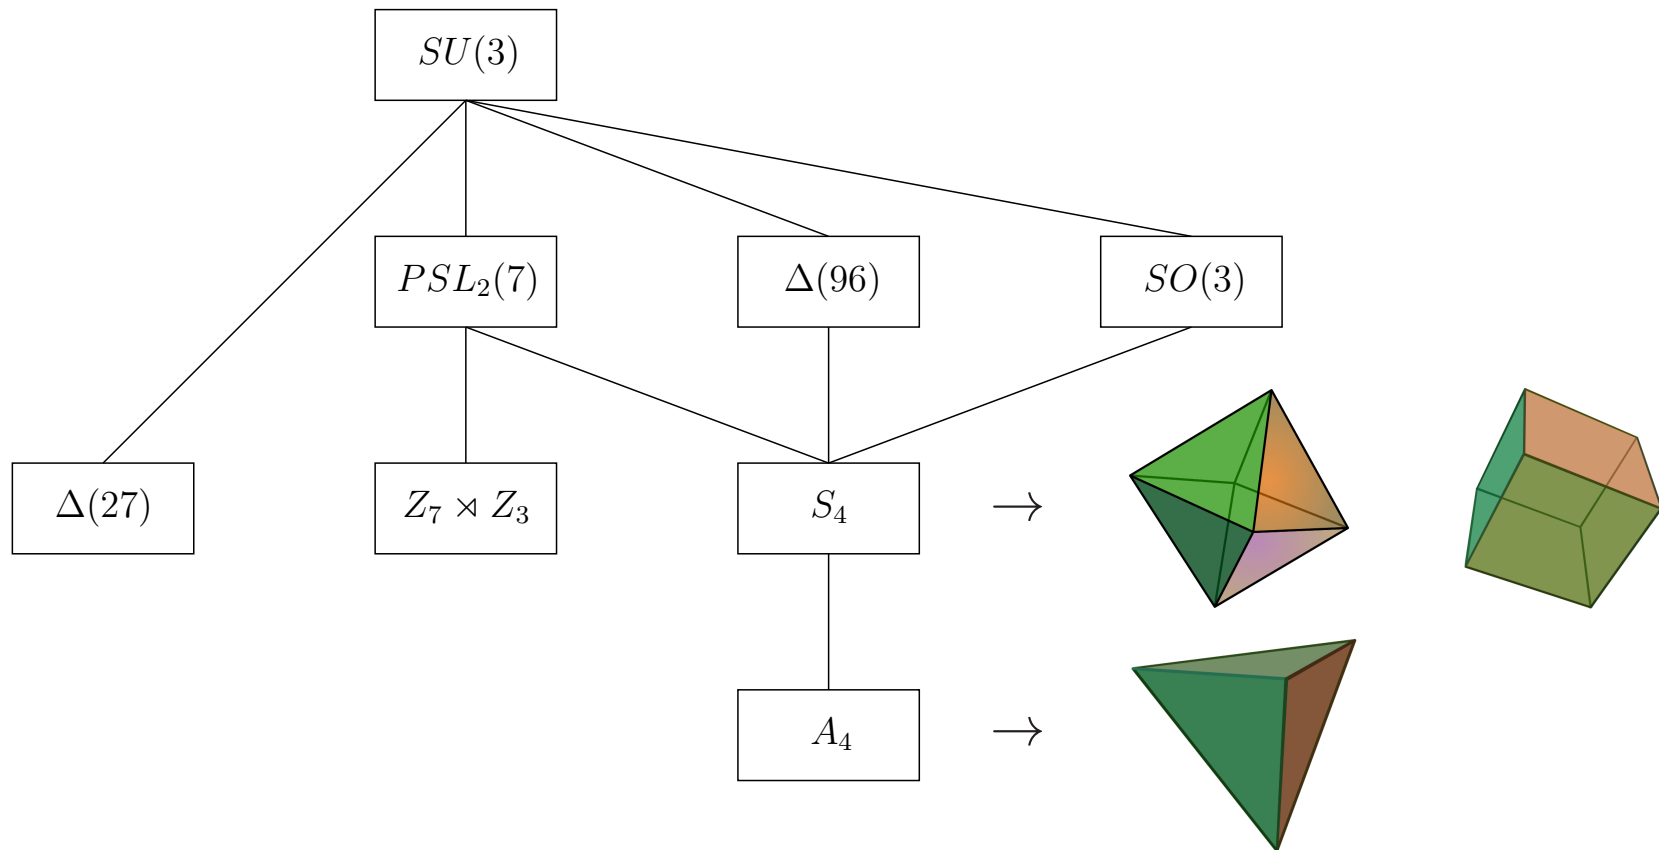 SU(3)
PSL₂(7)
Δ(96)
SO(3)
Δ(27)
Z₇ ⋊ Z₃
S₄
→
A₄
→